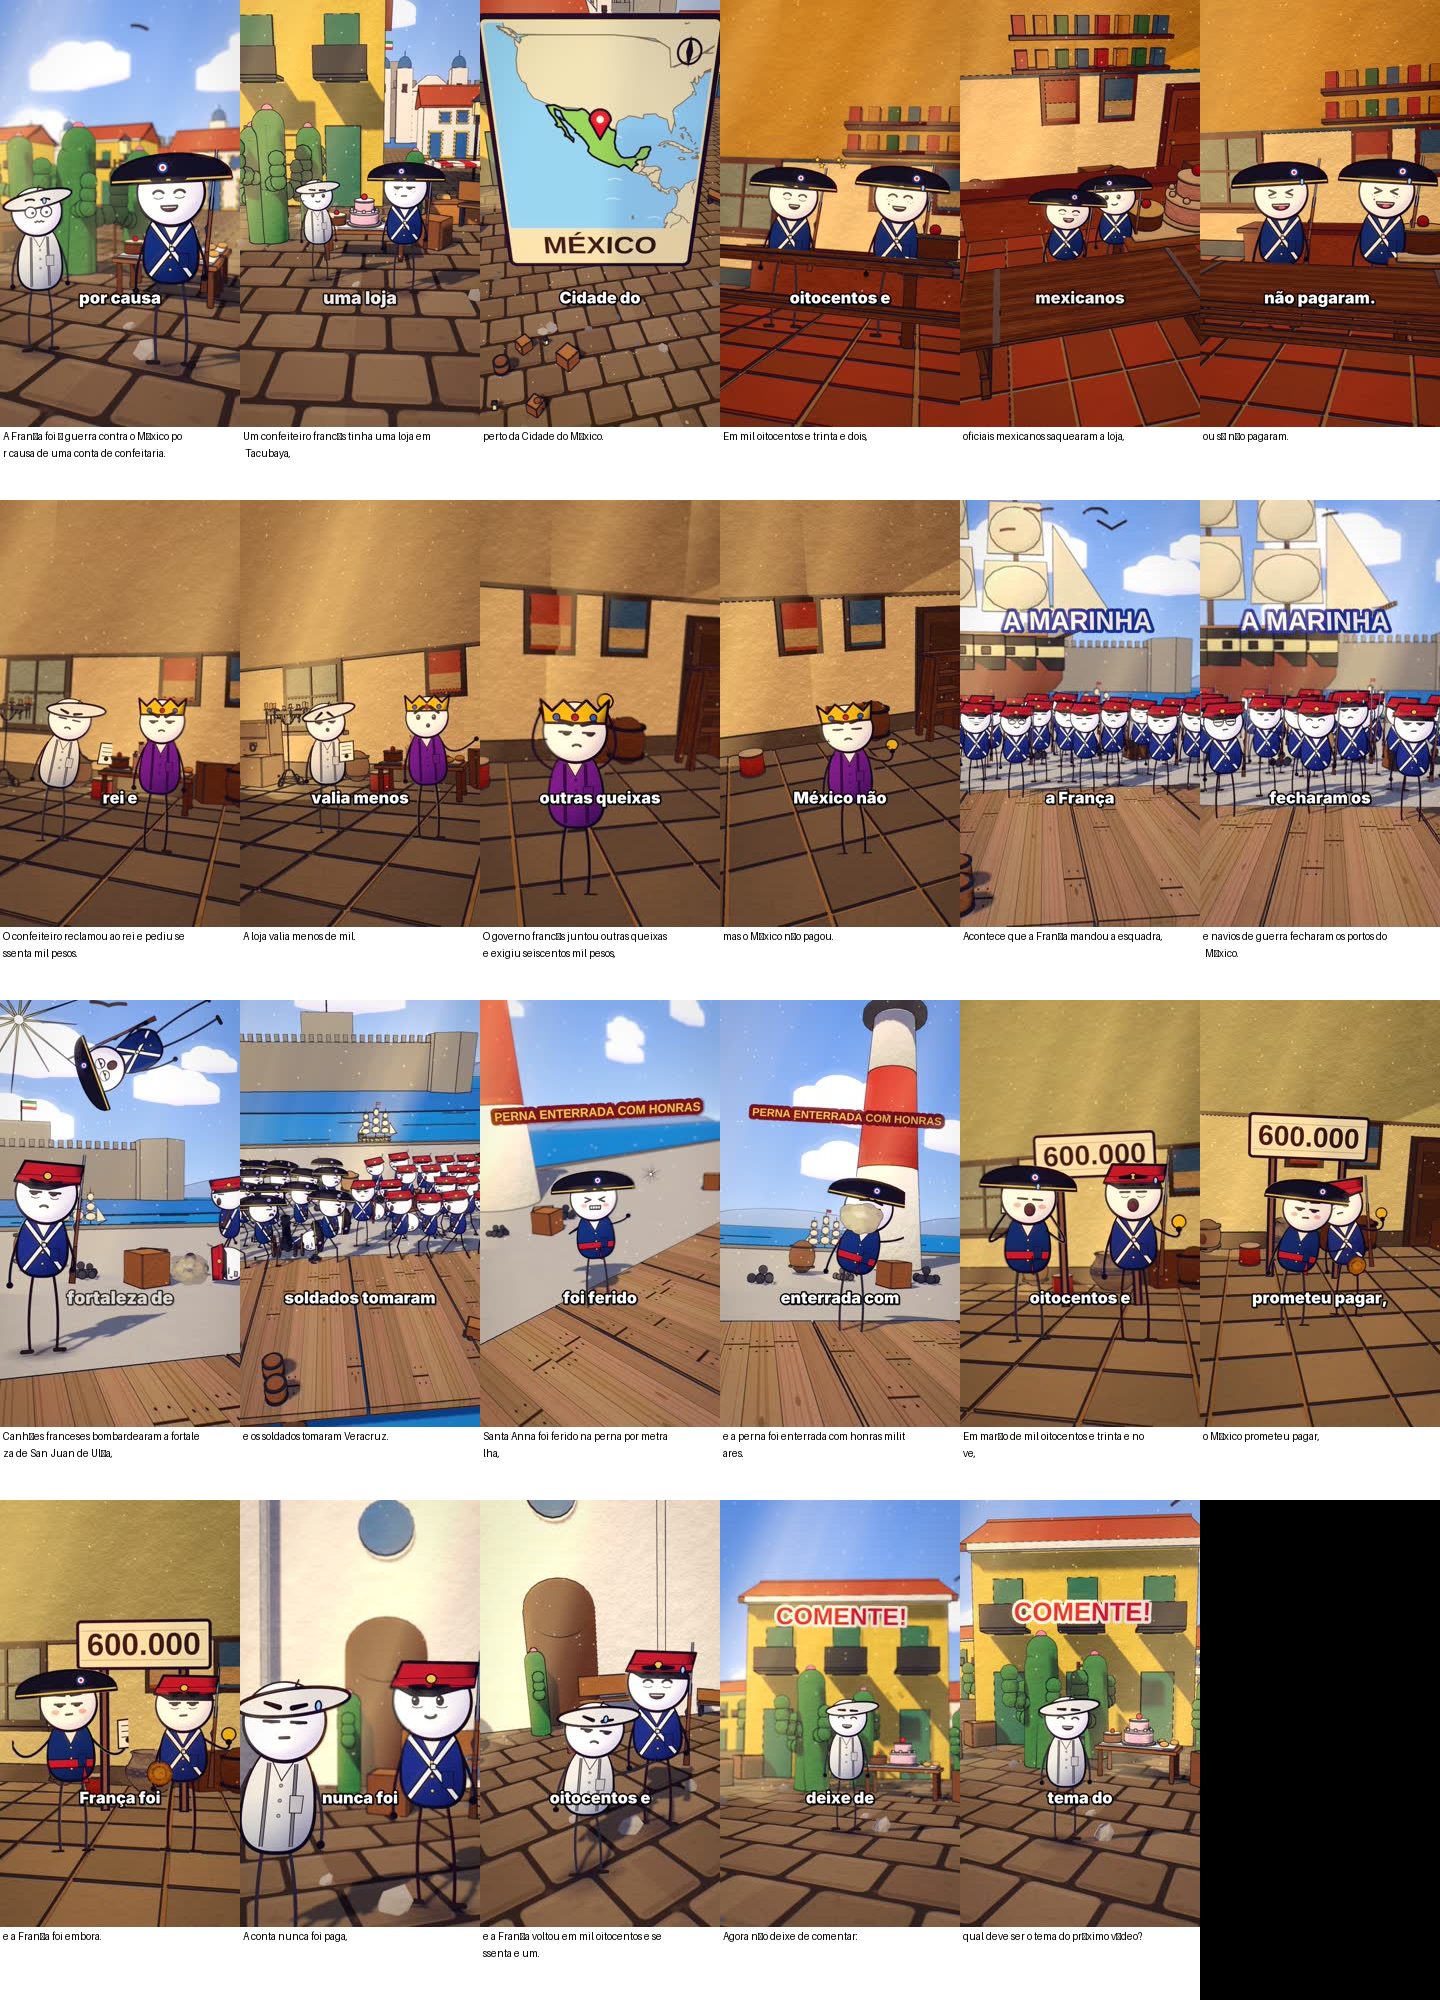 por causa
uma loja
MÉXICO
Cidade do
oitocentos e
mexicanos
não pagaram.
A Fran�a foi � guerra contra o M�xico po
r causa de uma conta de confeitaria.
Um confeiteiro franc�s tinha uma loja em
Tacubaya,
perto da Cidade do M�xico.
Em mil oitocentos e trinta e dois,
oficiais mexicanos saquearam a loja,
ou s� n�o pagaram.
rei e
valia menos
outras queixas
México não
A MARINHA
a França
A MARINHA
fecharam os
O confeiteiro reclamou ao rei e pediu se
ssenta mil pesos.
A loja valia menos de mil.
O governo franc�s juntou outras queixas
e exigiu seiscentos mil pesos,
mas o M�xico n�o pagou.
Acontece que a Fran�a mandou a esquadra,
e navios de guerra fecharam os portos do
M�xico.
fortaleza de
soldados tomaram
PERNA ENTERRADA COM HONRAS
foi ferido
PERNA ENTERRADA COM HONRAS
enterrada com
600.000
oitocentos e
600.000
prometeu pagar,
Canh�es franceses bombardearam a fortale
za de San Juan de Ul�a,
e os soldados tomaram Veracruz.
Santa Anna foi ferido na perna por metra
lha,
e a perna foi enterrada com honras milit
ares.
Em mar�o de mil oitocentos e trinta e no
ve,
o M�xico prometeu pagar,
600.000
França foi
nunca foi
oitocentos e
COMENTE!
deixe de
COMENTE!
tema do
e a Fran�a foi embora.
A conta nunca foi paga,
e a Fran�a voltou em mil oitocentos e se
ssenta e um.
Agora n�o deixe de comentar:
qual deve ser o tema do pr�ximo v�deo?